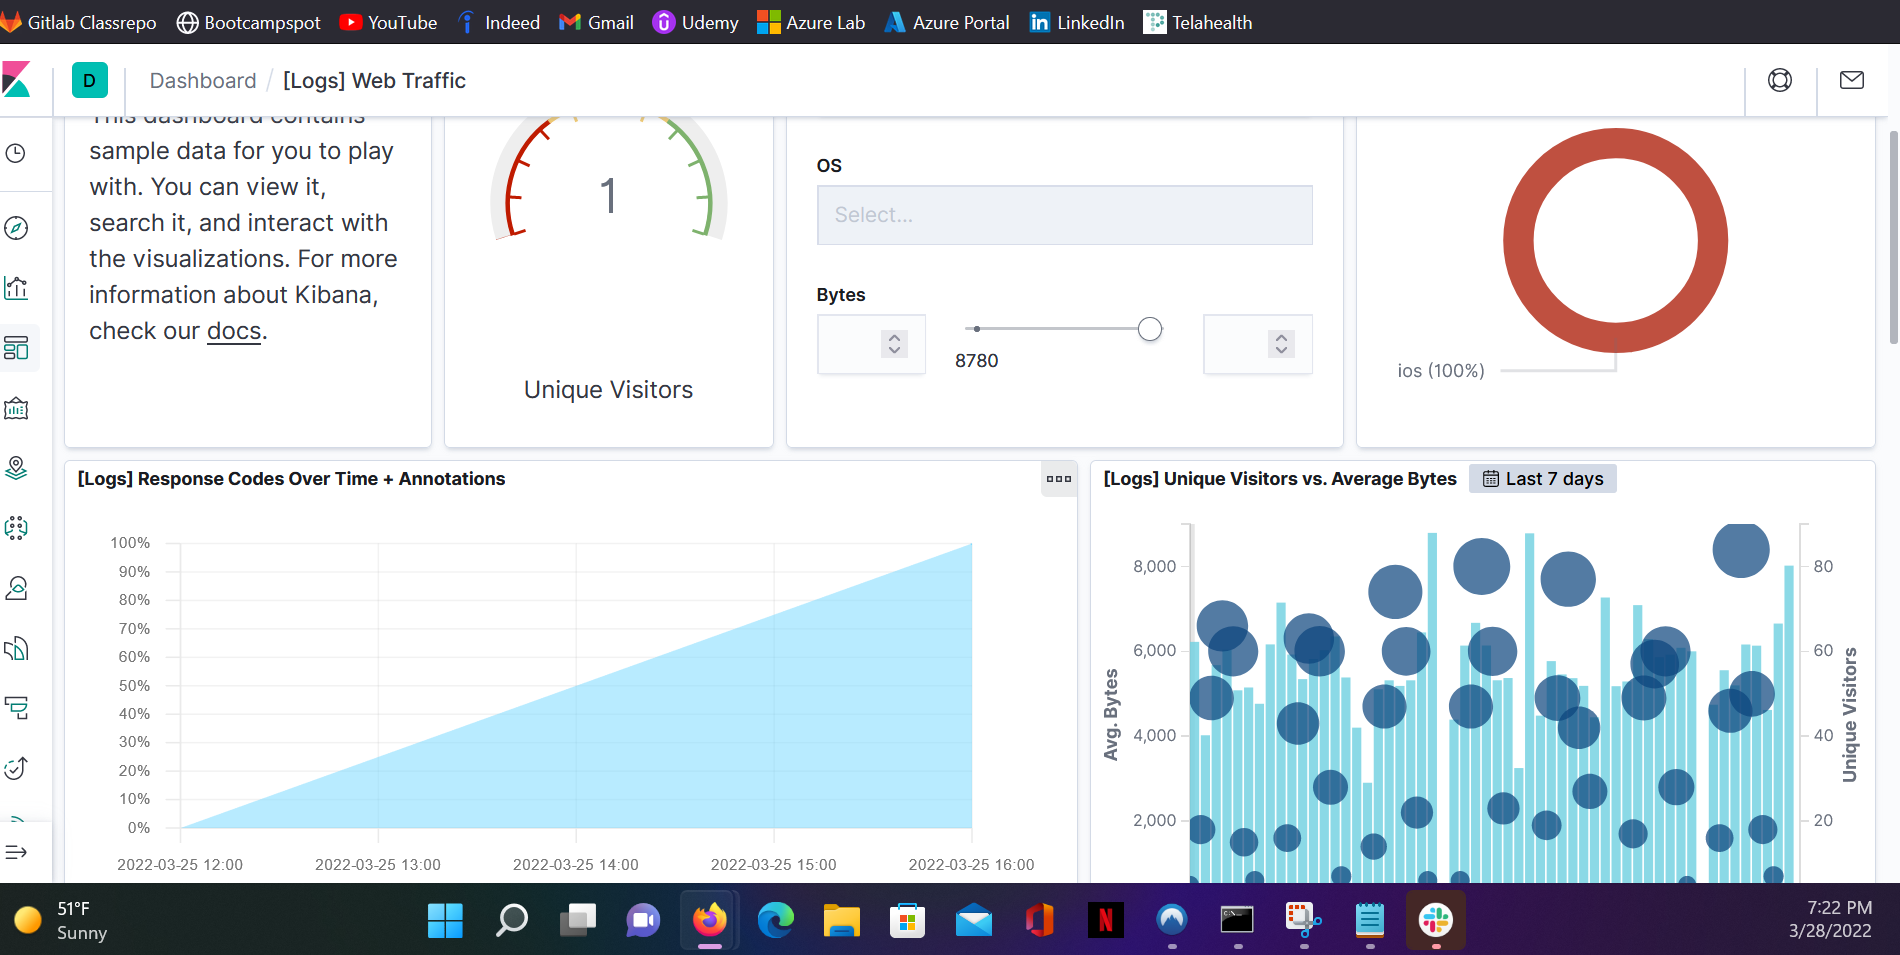 Gitlab Classrepo Bootcampspot YouTube Indeed Gmail Udemy Azure Lab Azure Portal LinkedIn Telahealth
D Dashboard / [Logs] Web Traffic
This dashboard contains
sample data for you to play
with. You can view it,
search it, and interact with
the visualizations. For more
information about Kibana,
check our docs.
1
Unique Visitors
OS
Select...
Bytes
8780
ios (100%)
[Logs] Response Codes Over Time + Annotations
100%
90%
80%
70%
60%
50%
40%
30%
20%
10%
0%
2022-03-25 12:00 2022-03-25 13:00 2022-03-25 14:00 2022-03-25 15:00 2022-03-25 16:00
[Logs] Unique Visitors vs. Average Bytes Last 7 days
Avg. Bytes
8,000
6,000
4,000
2,000
80
60
40
20
Unique Visitors
51°F
Sunny
N
7:22 PM
3/28/2022